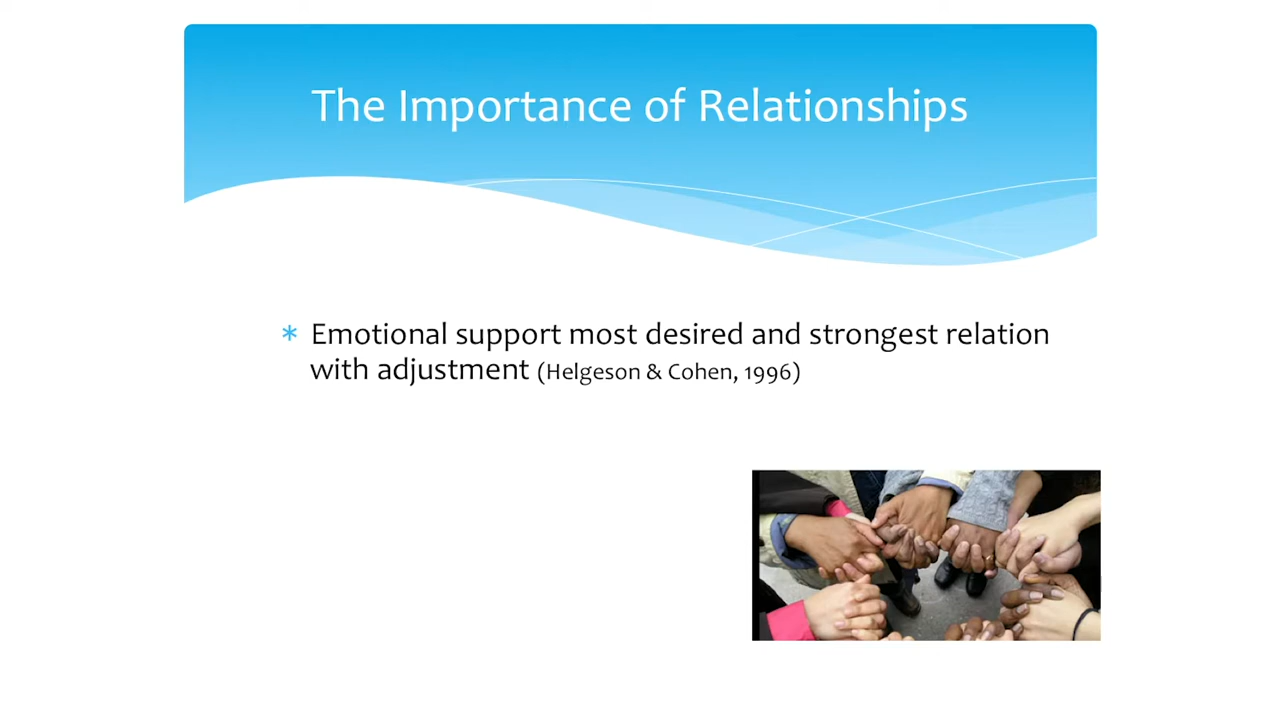 The Importance of Relationships
* Emotional support most desired and strongest relation
with adjustment (Helgeson & Cohen, 1996)